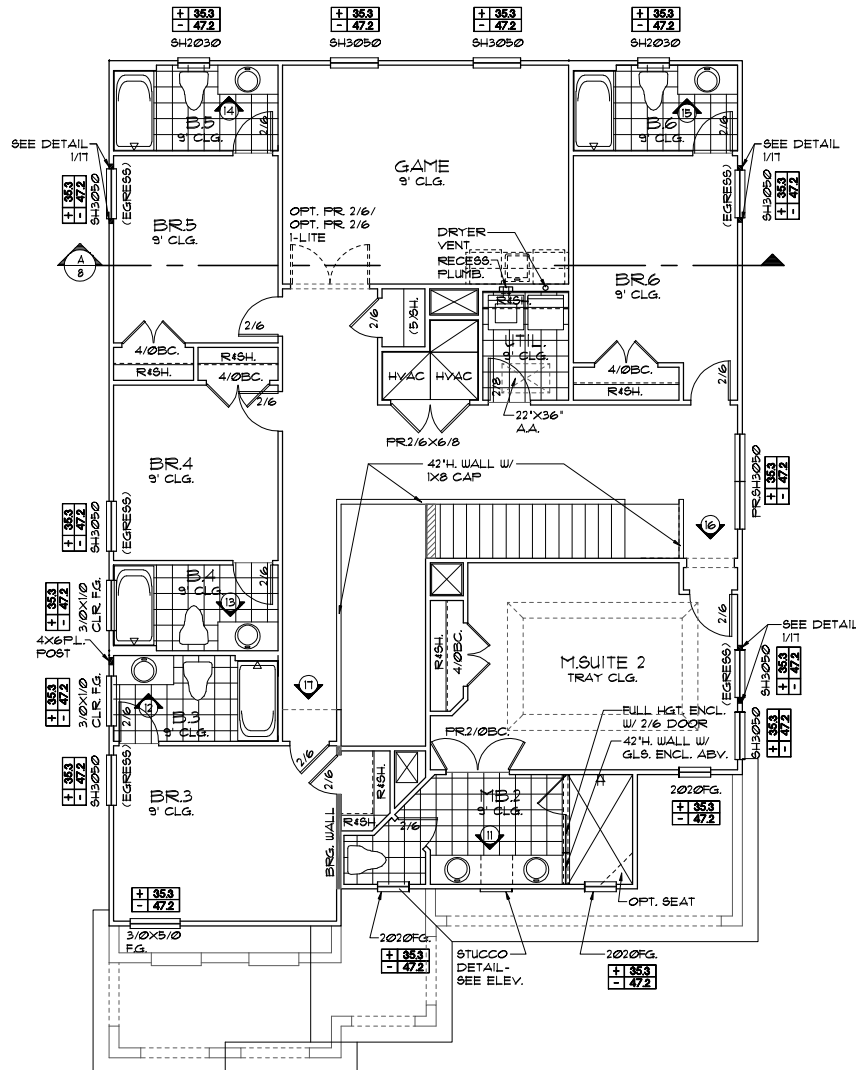 + 35.3
- 47.2
SH2030
+ 35.3
- 47.2
SH3050
+ 35.3
- 47.2
SH3050
+ 35.3
- 47.2
SH2030
14
B.5
9' CLG.
2/6
15
B.6
9' CLG.
2/6
SEE DETAIL
1/17
SEE DETAIL
1/17
GAME
9' CLG.
+ 35.3
- 47.2
SH3050
(EGRESS)
(EGRESS)
SH3050
+ 35.3
- 47.2
BR.5
9' CLG.
OPT. PR. 2/6/
OPT. PR. 2/6
1-LITE
DRYER
VENT
RECESS
PLUMB.
A
8
BR.6
9' CLG.
R&SH.
2/6
2/6
(5)SH.
UTIL.
9' CLG.
4/0BC.
R&SH.
R&SH.
4/0BC.
2/6
HVAC
HVAC
2/8
4/0BC.
R&SH.
2/6
22"X36"
A.A.
PR.2/6X6/8
BR.4
9' CLG.
42"H. WALL W/
1X8 CAP
PR.SH3050
+ 35.3
- 47.2
+ 35.3
- 47.2
SH3050
(EGRESS)
16
B.4
9' CLG.
2/6
13
+ 35.3
- 47.2
3/0X1/0
CLR. F.G.
4X6P.L.
POST
R&SH.
4/0BC.
2/6
M.SUITE 2
TRAY CLG.
SEE DETAIL
1/17
(EGRESS)
SH3050
+ 35.3
- 47.2
+ 35.3
- 47.2
3/0X1/0
CLR. F.G.
2/6
12
B.3
9' CLG.
17
FULL HGT. ENCL.
W/ 2/6 DOOR
42"H. WALL W/
GLS. ENCL. ABV.
SH3050
+ 35.3
- 47.2
PR.2/0BC.
+ 35.3
- 47.2
SH3050
(EGRESS)
BR.3
9' CLG.
2/6
2/6
R&SH.
R&SH.
BRG. WALL
2/6
MB.2
9' CLG.
11
2020FG.
+ 35.3
- 47.2
OPT. SEAT
+ 35.3
- 47.2
3/0X5/0
F.G.
2020FG.
+ 35.3
- 47.2
STUCCO
DETAIL-
SEE ELEV.
2020FG.
+ 35.3
- 47.2